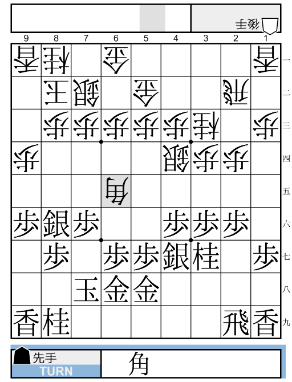 後手
9 8 7 6 5 4 3 2 1
香 桂 金 香 一
玉 銀 金 飛 二
歩 歩 歩 歩 歩 桂 歩 三
歩 銀 歩 歩 四
角 五
歩 銀 歩 歩 歩 歩 六
歩 歩 歩 銀 桂 歩 七
玉 金 金 八
香 桂 飛 香 九
先手 角
TURN